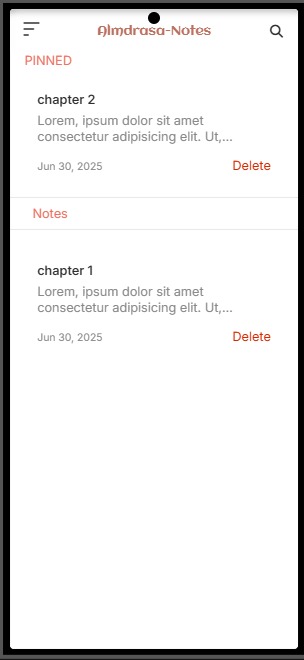 Almdrasa-Notes
PINNED
chapter 2
Lorem, ipsum dolor sit amet
consectetur adipisicing elit. Ut,...
Jun 30, 2025 Delete
Notes
chapter 1
Lorem, ipsum dolor sit amet
consectetur adipisicing elit. Ut,...
Jun 30, 2025 Delete